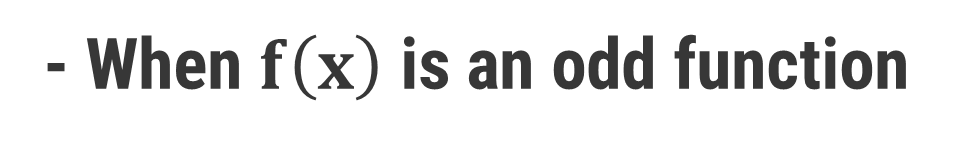 - When f(x) is an odd function